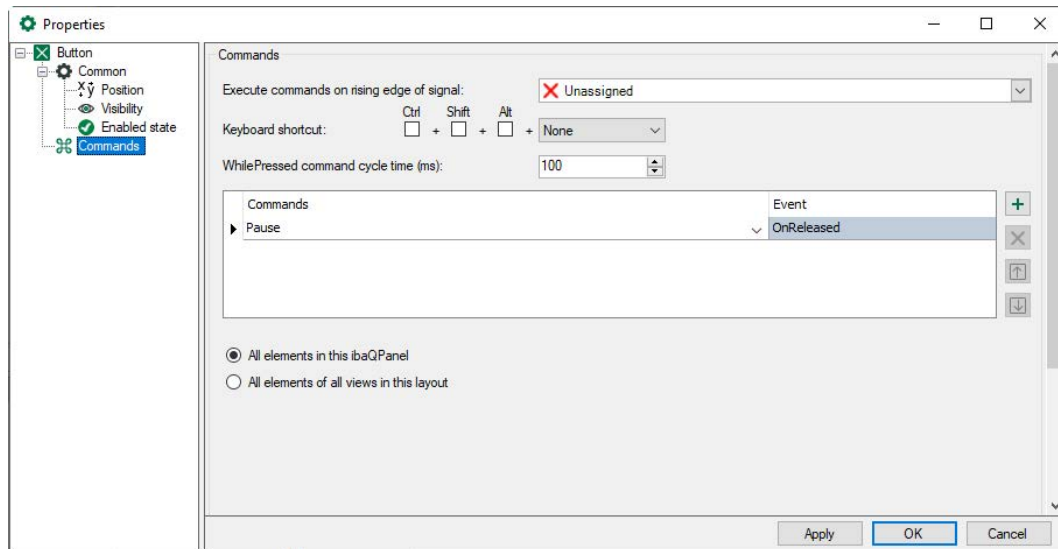 Properties
Button
Common
Position
Visibility
Enabled state
Commands
Commands
Execute commands on rising edge of signal: Unassigned
Ctrl Shift Alt
Keyboard shortcut: + + + None
WhilePressed command cycle time (ms): 100
Commands Event
Pause OnReleased
All elements in this ibaQPanel
All elements of all views in this layout
Apply OK Cancel